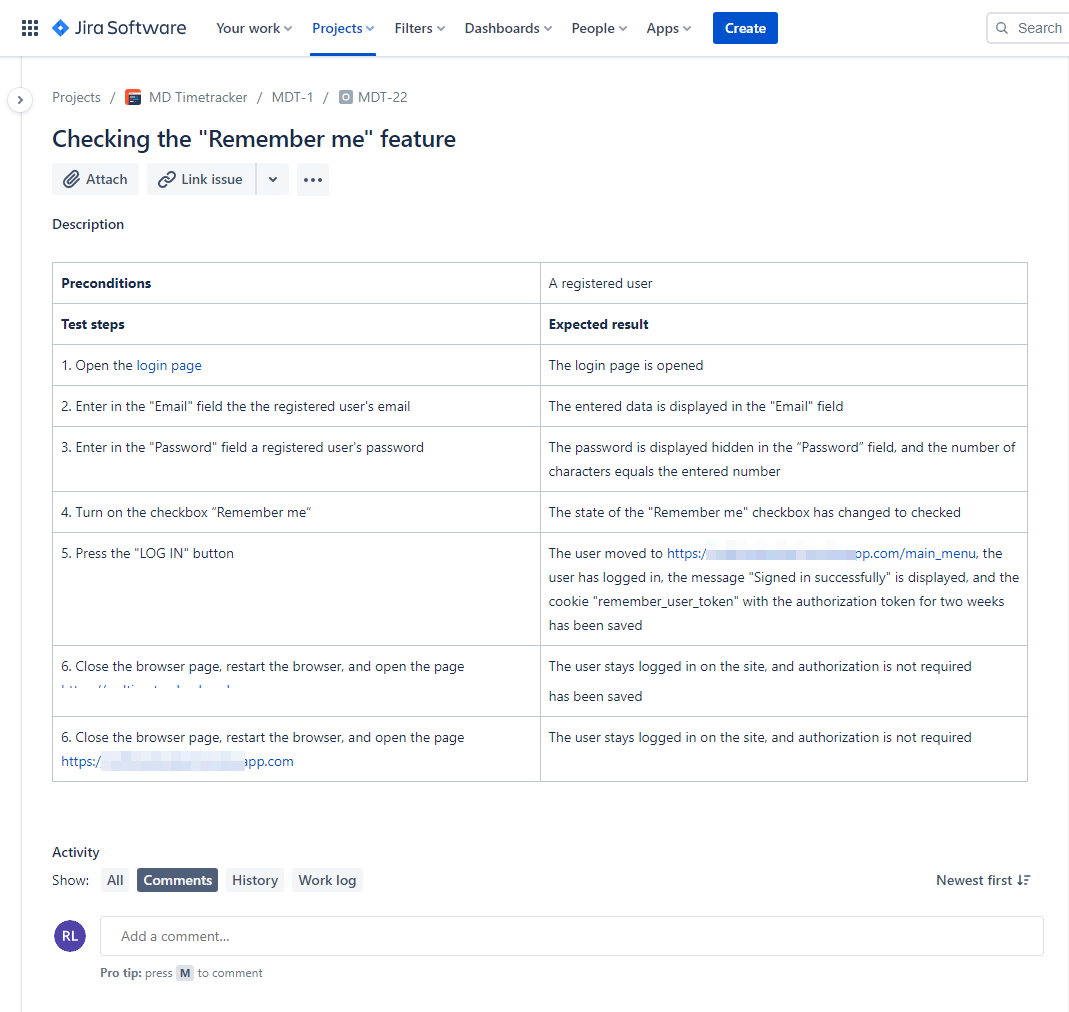 Jira Software Your work Projects Filters Dashboards People Apps Create Search
Projects / MD Timetracker / MDT-1 / MDT-22
Checking the "Remember me" feature
Attach Link issue
Description
Preconditions A registered user
Test steps Expected result
1. Open the login page The login page is opened
2. Enter in the "Email" field the the registered user's email The entered data is displayed in the "Email" field
3. Enter in the "Password" field a registered user's password The password is displayed hidden in the “Password” field, and the number of
characters equals the entered number
4. Turn on the checkbox “Remember me” The state of the "Remember me" checkbox has changed to checked
5. Press the "LOG IN" button The user moved to https:/ pp.com/main_menu, the
user has logged in, the message "Signed in successfully" is displayed, and the
cookie "remember_user_token" with the authorization token for two weeks
has been saved
6. Close the browser page, restart the browser, and open the page The user stays logged in on the site, and authorization is not required
has been saved
6. Close the browser page, restart the browser, and open the page The user stays logged in on the site, and authorization is not required
https:/ app.com
Activity
Show: All Comments History Work log Newest first
RL Add a comment...
Pro tip: press M to comment